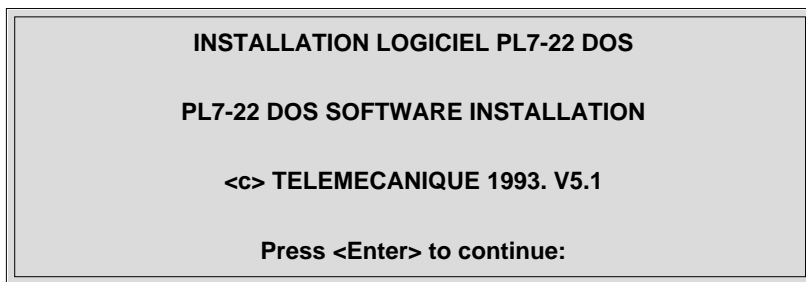 INSTALLATION LOGICIEL PL7-22 DOS
PL7-22 DOS SOFTWARE INSTALLATION
<c> TELEMECANIQUE 1993. V5.1
Press <Enter> to continue: